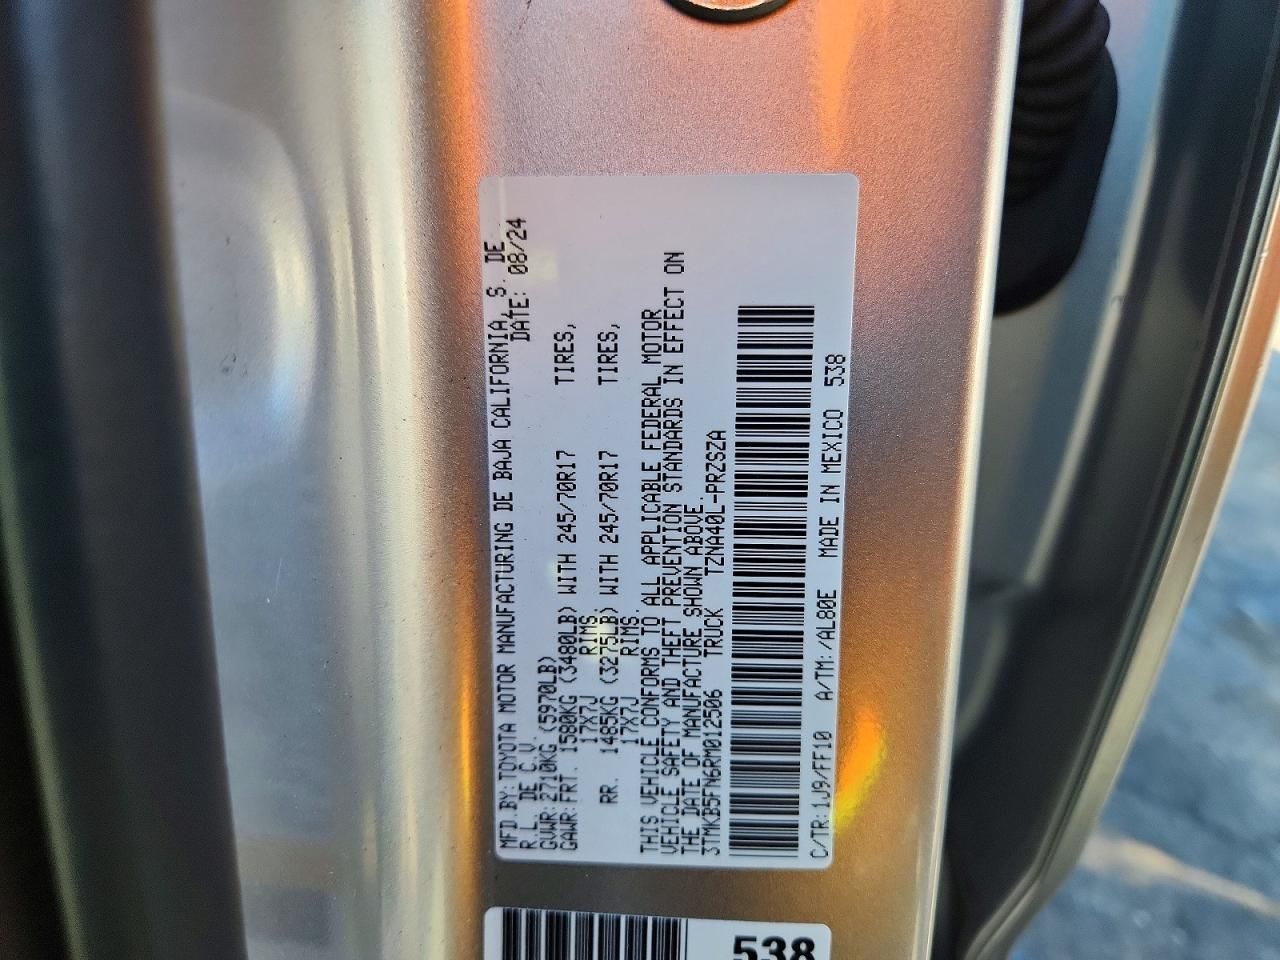 MFD BY: TOYOTA MOTOR MANUFACTURING DE BAJA CALIFORNIA, S. DE
R.L. DE C.V. DATE: 08/24
GVWR: 2710KG (5970LB)
GAWR: FRT. 1580KG (3480LB) WITH 245/70R17 TIRES,
17X7J RIMS,
RR. 1485KG (3275LB) WITH 245/70R17 TIRES,
17X7J RIMS.
THIS VEHICLE CONFORMS TO ALL APPLICABLE FEDERAL MOTOR
VEHICLE SAFETY AND THEFT PREVENTION STANDARDS IN EFFECT ON
THE DATE OF MANUFACTURE SHOWN ABOVE.
3TMKB5FN6RM012506 TRUCK TZNA40L-PRZSZA
C/TR: 1J9/FF10 A/TM: /AL80E MADE IN MEXICO 538
538